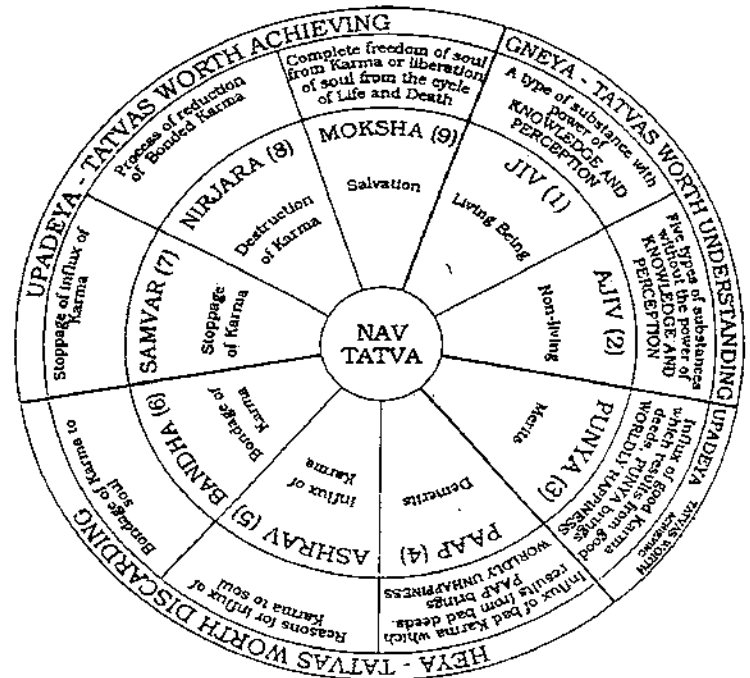 NAV
TATVA
GNEYA - TATVAS WORTH UNDERSTANDING
A type of substance with
power of
KNOWLEDGE AND
PERCEPTION
JIV (1)
Living Being
Five types of substances
without the power of
KNOWLEDGE AND
PERCEPTION
AJIV (2)
Non-living
UPADEYA TATVAS WORTH
ACHIEVING
Influx of good Karma
which results from good
deeds. PUNYA brings
WORLDLY HAPPINESS
PUNYA (3)
Merits
HEYA - TATVAS WORTH DISCARDING
Influx of bad Karma which
results from bad deeds.
PAAP brings
WORLDLY UNHAPPINESS
PAAP (4)
Demerits
Reasons for influx of
Karma to soul
ASHRAV (5)
Influx of
Karma
Bondage of Karma to
soul
BANDHA (6)
Bondage of
Karma
UPADEYA - TATVAS WORTH ACHIEVING
Stoppage of influx of
Karma
SAMVAR (7)
Stoppage
of Karma
Process of reduction
of Bonded Karma
NIRJARA (8)
Destruction
of Karma
Complete freedom of soul
from Karma or liberation
of soul from the cycle
of Life and Death
MOKSHA (9)
Salvation